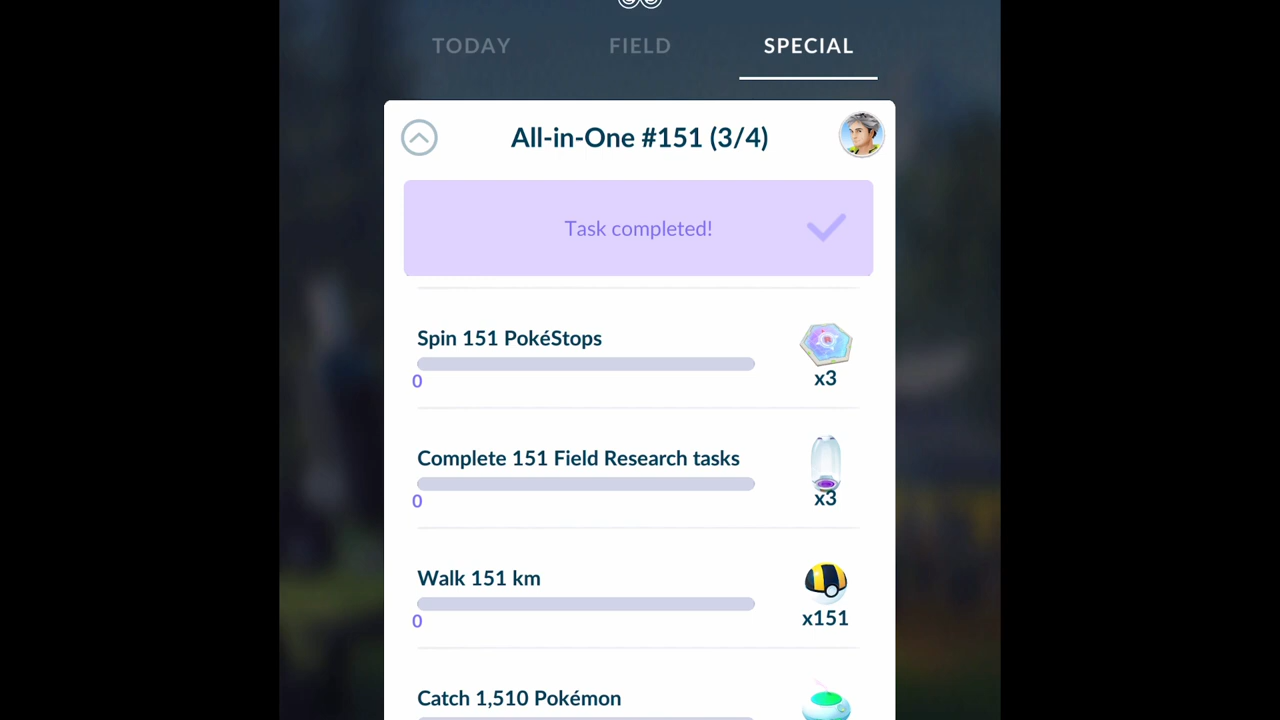 TODAY FIELD SPECIAL
All-in-One #151 (3/4)
Task completed!
Spin 151 PokéStops
0
x3
Complete 151 Field Research tasks
0
x3
Walk 151 km
0
x151
Catch 1,510 Pokémon